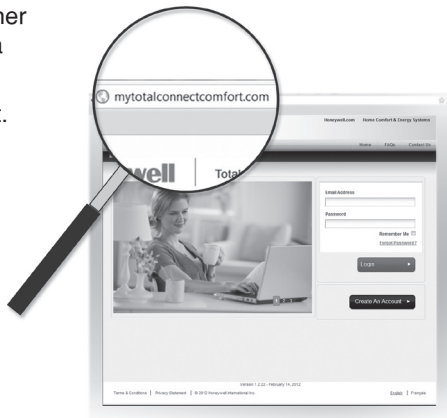 ner
a
t.
mytotalconnectcomfort.com
well | Total
Honeywell.com Home Comfort & Energy Systems
Home FAQs Contact Us
Email Address
Password
Remember Me
Forgot Password?
Login
Create An Account
Version 1.2.22 - February 14, 2012
Terms & Conditions | Privacy Statement | © 2012 Honeywell International Inc.
English | Français